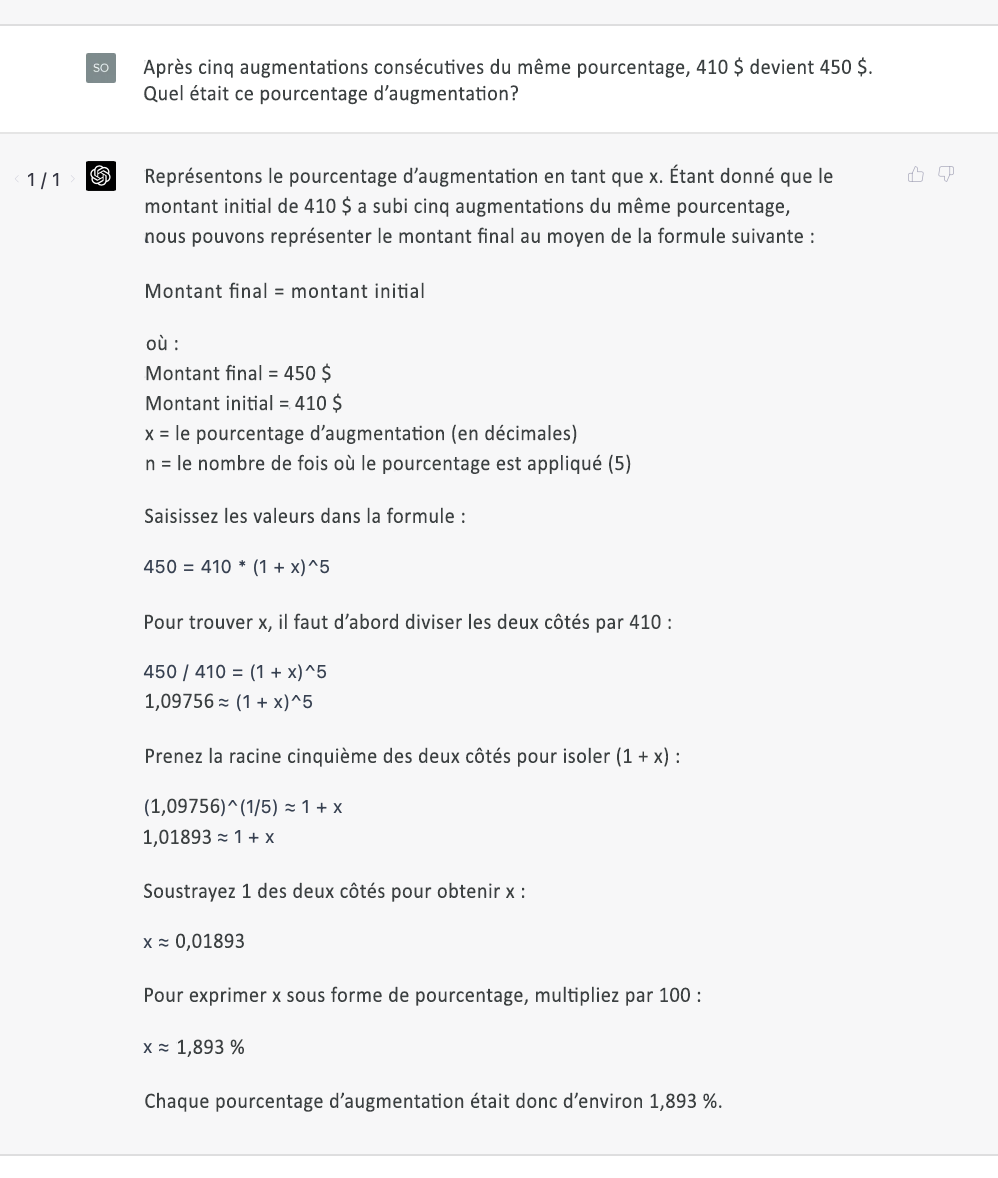 SO
Après cinq augmentations consécutives du même pourcentage, 410 $ devient 450 $.
Quel était ce pourcentage d’augmentation?
1 / 1
Représentons le pourcentage d’augmentation en tant que x. Étant donné que le
montant initial de 410 $ a subi cinq augmentations du même pourcentage,
nous pouvons représenter le montant final au moyen de la formule suivante :
Montant final = montant initial
où :
Montant final = 450 $
Montant initial = 410 $
x = le pourcentage d’augmentation (en décimales)
n = le nombre de fois où le pourcentage est appliqué (5)
Saisissez les valeurs dans la formule :
450 = 410 * (1 + x)^5
Pour trouver x, il faut d’abord diviser les deux côtés par 410 :
450 / 410 = (1 + x)^5
1,09756 ≈ (1 + x)^5
Prenez la racine cinquième des deux côtés pour isoler (1 + x) :
(1,09756)^(1/5) ≈ 1 + x
1,01893 ≈ 1 + x
Soustrayez 1 des deux côtés pour obtenir x :
x ≈ 0,01893
Pour exprimer x sous forme de pourcentage, multipliez par 100 :
x ≈ 1,893 %
Chaque pourcentage d’augmentation était donc d’environ 1,893 %.